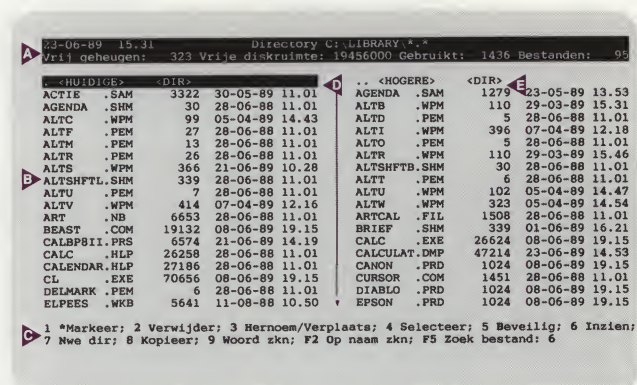 23-06-89 15.31 Directory C:\LIBRARY\*.*
A Vrij geheugen: 323 Vrije diskruimte: 19456000 Gebruikt: 1436 Bestanden: 95
. <HUIDIGE> <DIR> D .. <HOGERE> <DIR> E
ACTIE .SAM 3322 30-05-89 11.01 AGENDA .SAM 1279 23-05-89 13.53
AGENDA .SHM 30 28-06-88 11.01 ALTB .WPM 110 29-03-89 15.31
ALTC .WPM 99 05-04-89 14.43 ALTD .PEM 5 28-06-88 11.01
ALTF .PEM 27 28-06-88 11.01 ALTI .WPM 396 07-04-89 12.18
ALTM .PEM 13 28-06-88 11.01 ALTO .PEM 5 28-06-88 11.01
ALTR .PEM 26 28-06-88 11.01 ALTR .WPM 110 29-03-89 15.46
ALTS .WPM 366 21-06-89 10.28 ALTSHFTB.SHM 30 28-06-88 11.01
B ALTSHFTL.SHM 339 28-06-88 11.01 ALTT .PEM 6 28-06-88 11.01
ALTU .PEM 7 28-06-88 11.01 ALTU .WPM 102 05-04-89 14.47
ALTV .WPM 414 07-04-89 12.16 ALTW .WPM 323 05-04-89 14.54
ART .NB 6653 28-06-88 11.01 ARTCAL .FIL 1508 28-06-88 11.01
BEAST .COM 19132 08-06-89 19.15 BRIEF .SHM 339 01-06-89 16.21
CALBP8II.PRS 6574 21-06-89 14.19 CALC .EXE 26624 08-06-89 19.15
CALC .HLP 26258 28-06-88 11.01 CALCULAT.DMP 47214 23-06-89 14.53
CALENDAR.HLP 27186 28-06-88 11.01 CANON .PRD 1024 08-06-89 19.15
CL .EXE 70656 08-06-89 19.15 CURSOR .COM 1451 28-06-88 11.01
DELMARK .PEM 6 28-06-88 11.01 DIABLO .PRD 1024 08-06-89 19.15
ELPEES .WKB 5641 11-08-88 10.50 EPSON .PRD 1024 08-06-89 19.15
1 *Markeer; 2 Verwijder; 3 Hernoem/Verplaats; 4 Selecteer; 5 Beveilig; 6 Inzien;
C 7 Nwe dir; 8 Kopieer; 9 Woord zkn; F2 Op naam zkn; F5 Zoek bestand: 6